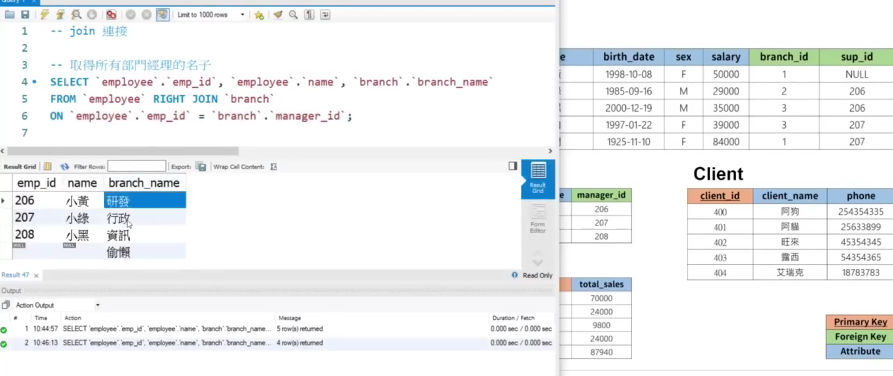 Query 1
Limit to 1000 rows
1 -- join 連接
2
3 -- 取得所有部門經理的名子
4 SELECT `employee`.`emp_id`, `employee`.`name`, `branch`.`branch_name`
5 FROM `employee` RIGHT JOIN `branch`
6 ON `employee`.`emp_id` = `branch`.`manager_id`;
7
Result Grid Filter Rows: Export: Wrap Cell Content:
emp_id name branch_name
206 小黃 研發
207 小綠 行政
208 小黑 資訊
NULL NULL 偷懶
Result Grid
Form Editor
Result 47 Read Only
Output
Action Output
# Time Action Message Duration / Fetch
1 10:44:57 SELECT `employee`.`emp_id`, `employee`.`name`, `branch`.`branch_name... 5 row(s) returned 0.000 sec / 0.000 sec
2 10:46:13 SELECT `employee`.`emp_id`, `employee`.`name`, `branch`.`branch_name... 4 row(s) returned 0.000 sec / 0.000 sec
birth_date sex salary branch_id sup_id
1998-10-08 F 50000 1 NULL
1985-09-16 M 29000 2 206
2000-12-19 M 35000 3 206
1997-01-22 F 39000 3 207
1925-11-10 F 84000 1 207
manager_id
206
207
208
total_sales
70000
24000
9800
24000
87940
Client
client_id client_name phone
400 阿狗 254354335
401 阿貓 25633899
402 旺來 45354345
403 露西 54354365
404 艾瑞克 18783783
Primary Key
Foreign Key
Attribute